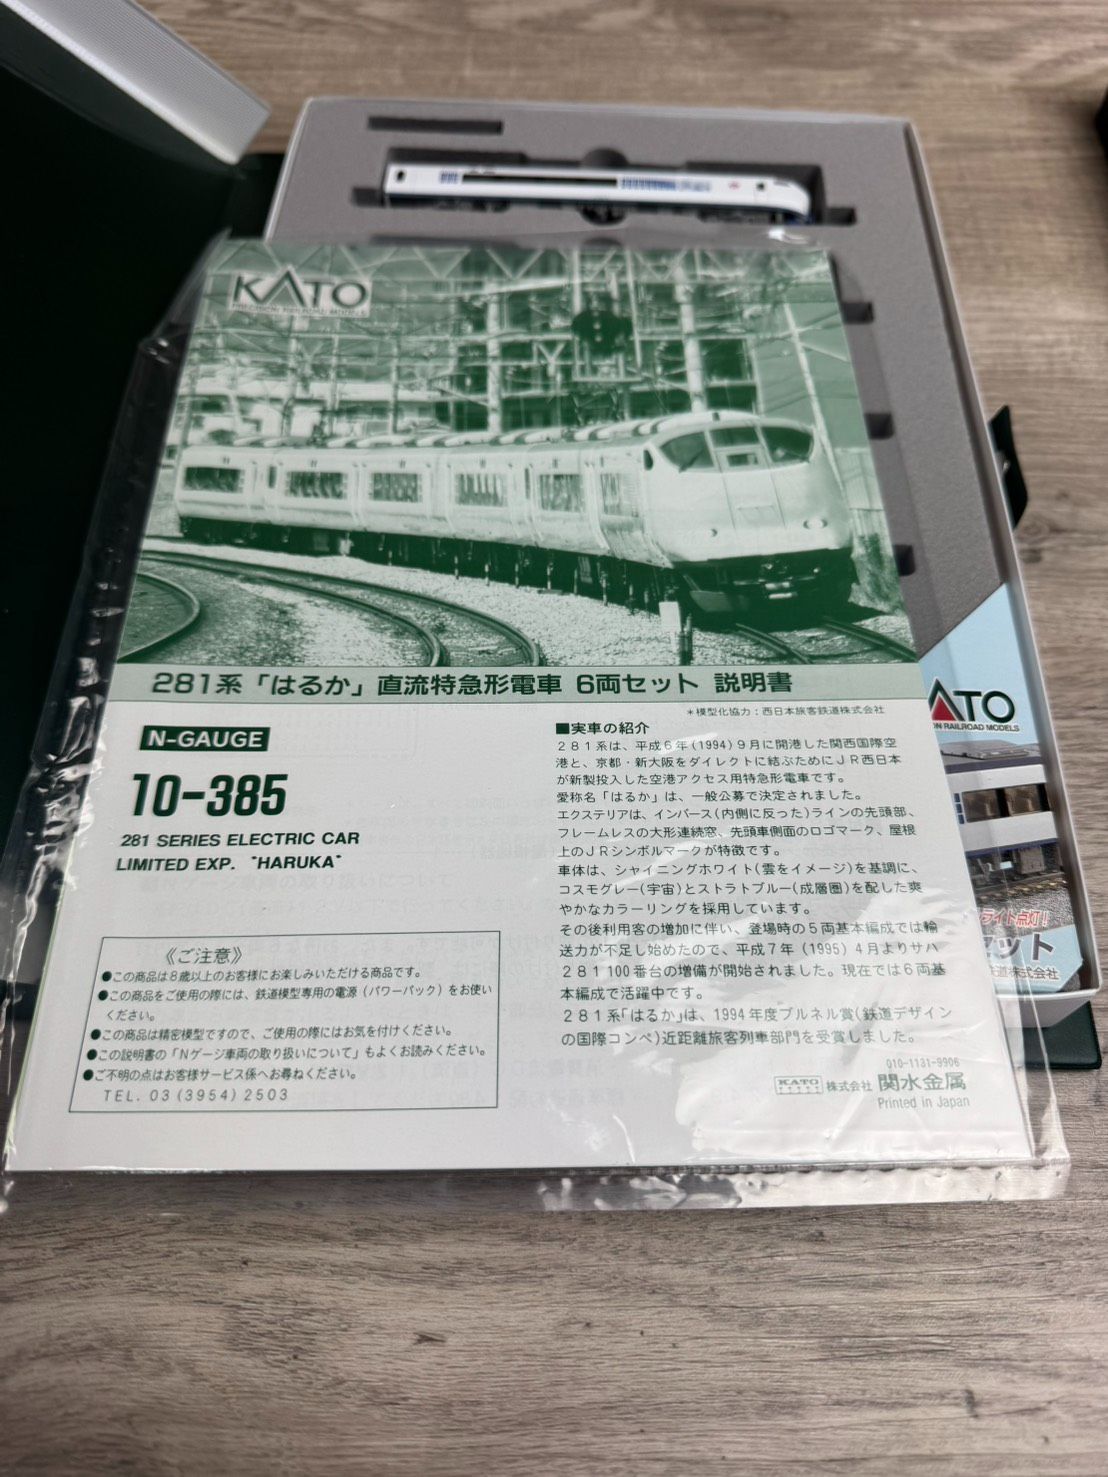 KATO
PRECISION RAILROAD MODELS
281系「はるか」直流特急形電車 6両セット 説明書
＊模型化協力：西日本旅客鉄道株式会社
N-GAUGE
10-385
281 SERIES ELECTRIC CAR
LIMITED EXP. "HARUKA"
《ご注意》
●この商品は8歳以上のお客様にお楽しみいただける商品です。
●この商品をご使用の際には、鉄道模型専用の電源（パワーパック）をお使い
ください。
●この商品は精密模型ですので、ご使用の際にはお気を付けください。
●この説明書の「Nゲージ車両の取り扱いについて」もよくお読みください。
●ご不明の点はお客様サービス係へお尋ねください。
TEL. 03 (3954) 2503
■実車の紹介
281系は、平成6年(1994)9月に開港した関西国際空
港と、京都・新大阪をダイレクトに結ぶためにJR西日本
が新製投入した空港アクセス用特急形電車です。
愛称名「はるか」は、一般公募で決定されました。
エクステリアは、インバース(内側に反った)ラインの先頭部、
フレームレスの大形連続窓、先頭車側面のロゴマーク、屋根
上のJRシンボルマークが特徴です。
車体は、シャイニングホワイト(雲をイメージ)を基調に、
コスモグレー(宇宙)とストラトブルー(成層圏)を配した爽
やかなカラーリングを採用しています。
その後利用客の増加に伴い、登場時の5両基本編成では輸
送力が不足し始めたので、平成7年(1995)4月よりサハ
281100番台の増備が開始されました。現在では6両基
本編成で活躍中です。
281系「はるか」は、1994年度ブルネル賞(鉄道デザイン
の国際コンペ)近距離旅客列車部門を受賞しました。
010-1131-9906
KATO 株式会社 関水金属
Printed in Japan
ATO
ON RAILROAD MODELS
ライト点灯!
セット
鉄道株式会社